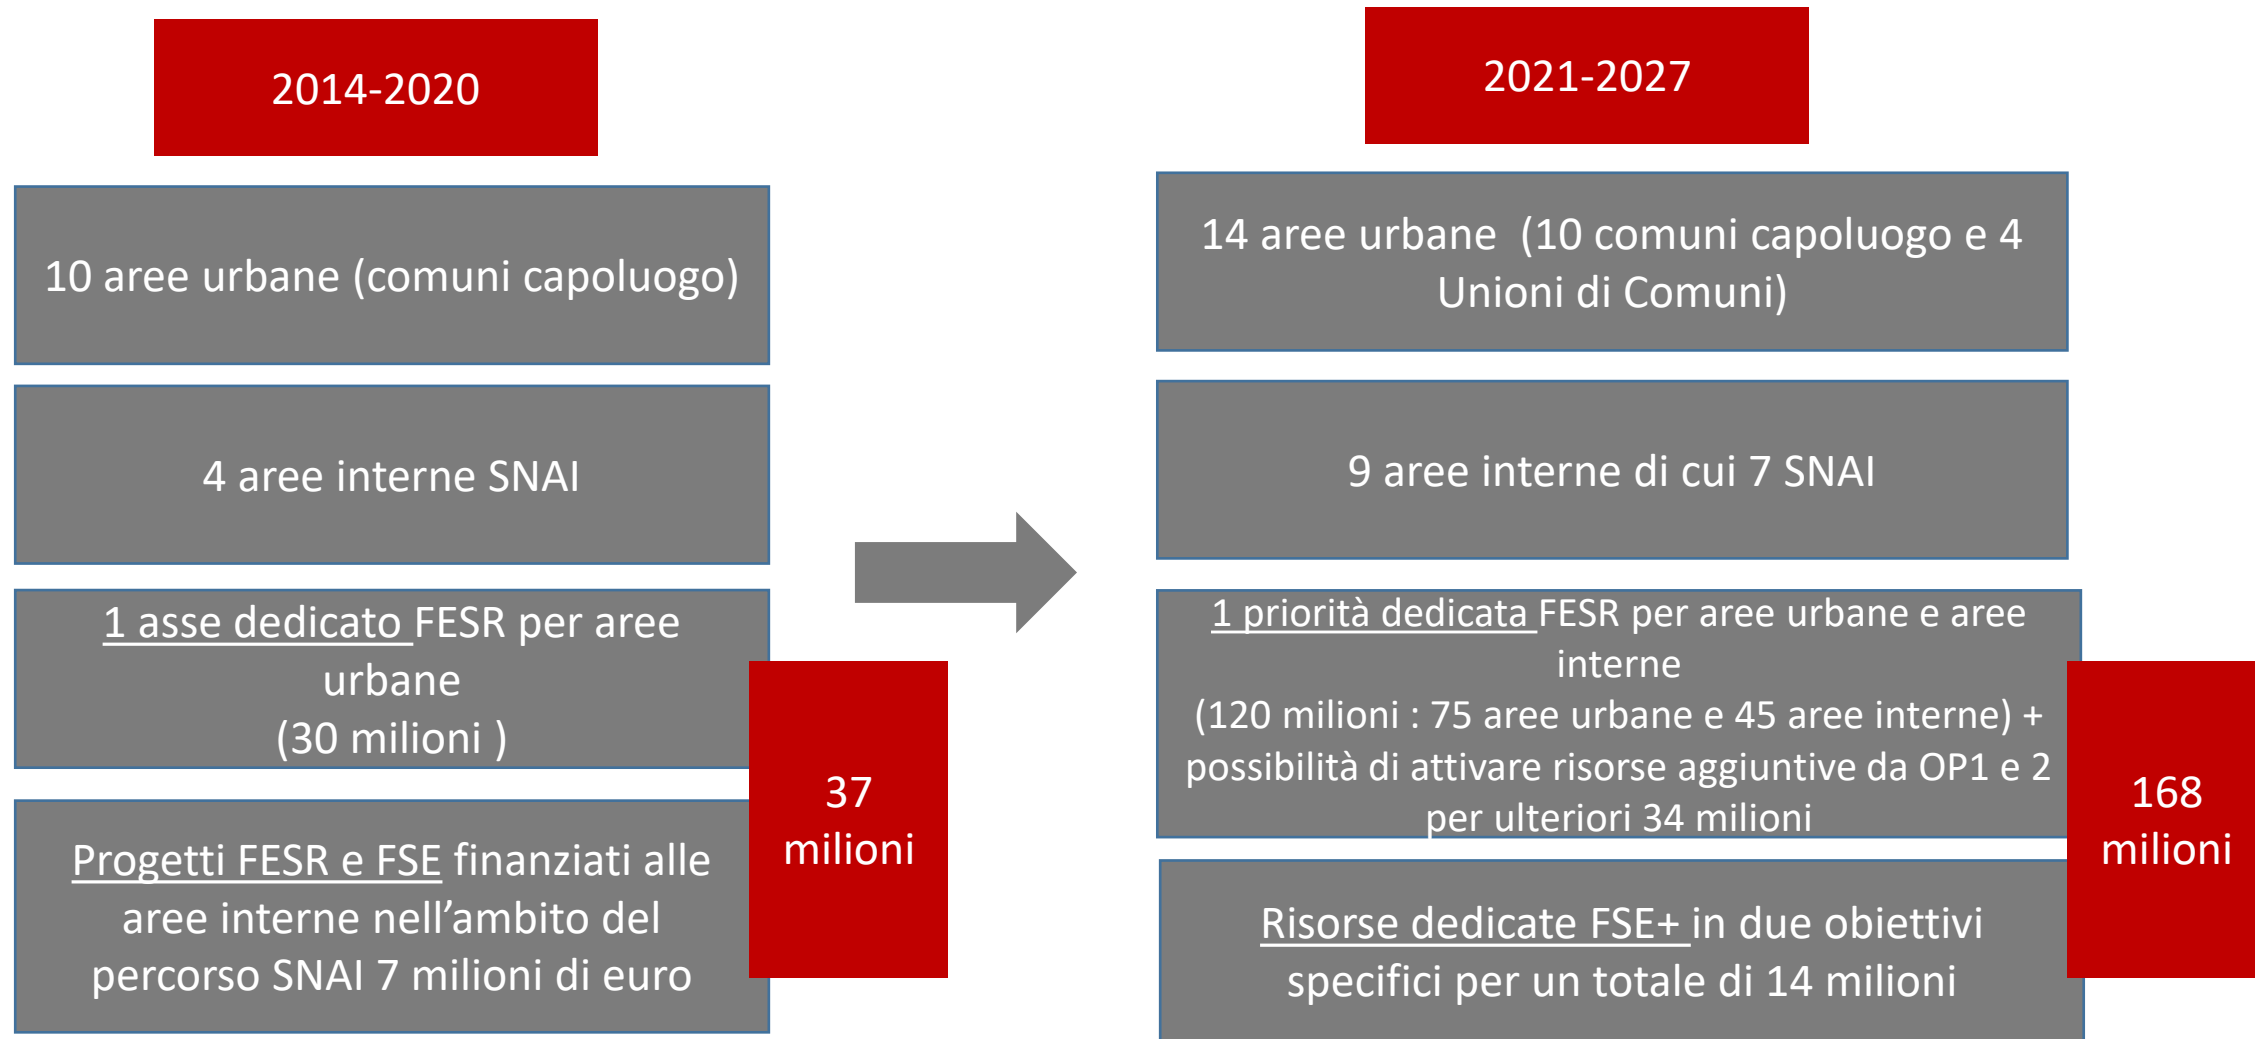 2014-2020
10 aree urbane (comuni capoluogo)
4 aree interne SNAI
1 asse dedicato FESR per aree
urbane
(30 milioni )
Progetti FESR e FSE finanziati alle
aree interne nell’ambito del
percorso SNAI 7 milioni di euro
37
milioni
2021-2027
14 aree urbane  (10 comuni capoluogo e 4
Unioni di Comuni)
9 aree interne di cui 7 SNAI
1 priorità dedicata FESR per aree urbane e aree
interne
(120 milioni : 75 aree urbane e 45 aree interne) +
possibilità di attivare risorse aggiuntive da OP1 e 2
per ulteriori 34 milioni
Risorse dedicate FSE+ in due obiettivi
specifici per un totale di 14 milioni
168
milioni